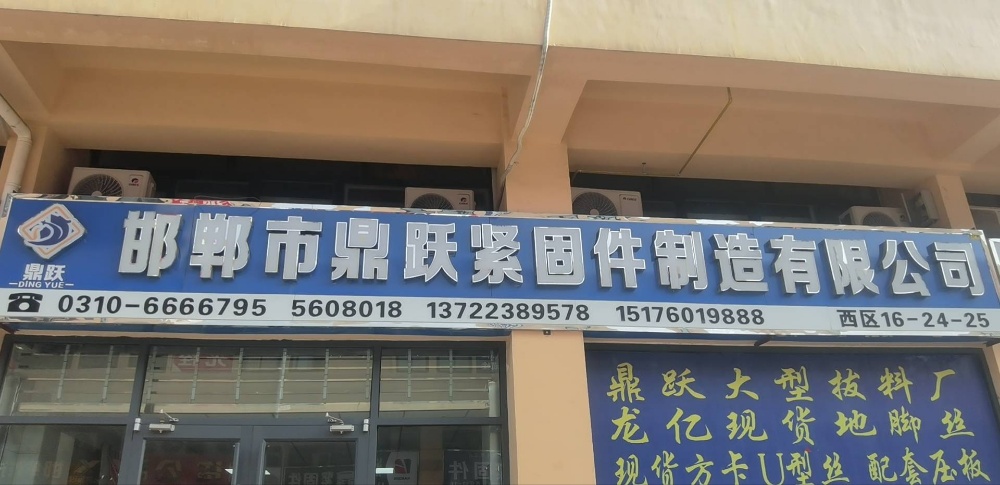 邯郸市鼎跃紧固件制造有限公司
鼎跃
DING YUE
0310-6666795 5608018 13722389578 15176019888 西区16-24-25
鼎跃大型拔料厂
龙亿现货地脚丝
现货方卡U型丝 配套压板